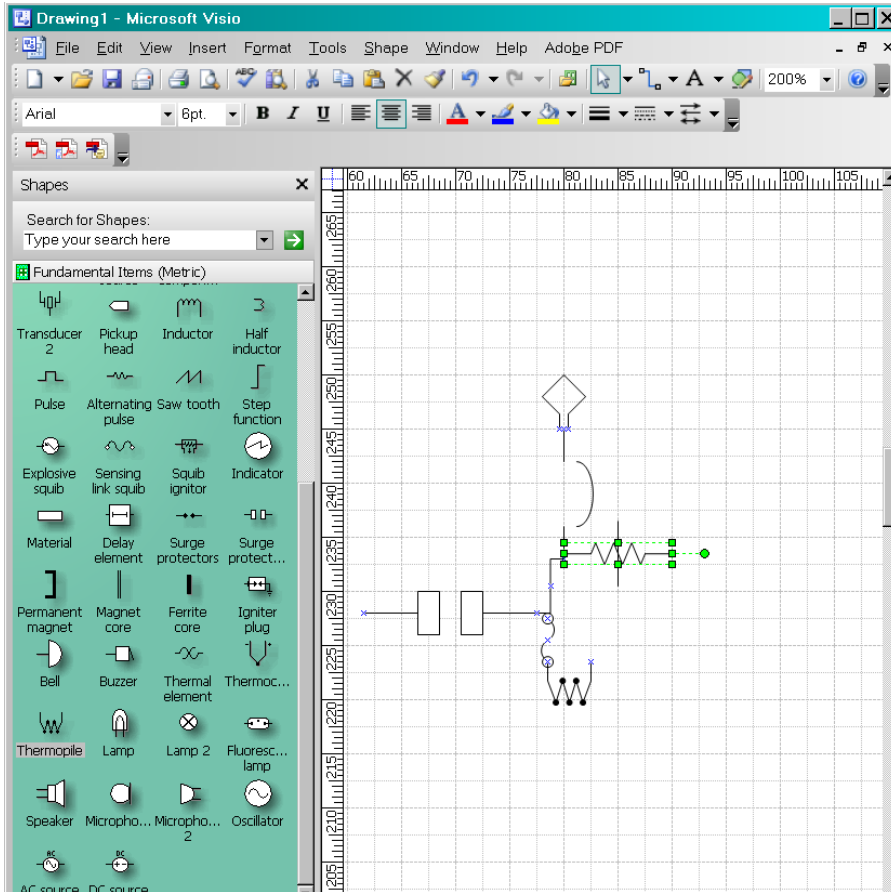 Drawing1 - Microsoft Visio
File Edit View Insert Format Tools Shape Window Help Adobe PDF
ABC A 200%
Arial 6pt. B I U A
Shapes
60 65 70 75 80 85 90 95 100 105
Search for Shapes:
Type your search here
Fundamental Items (Metric)
Transducer 2 Pickup head Inductor Half inductor
Pulse Alternating pulse Saw tooth Step function
Explosive squib Sensing link squib Squib ignitor Indicator
Material Delay element Surge protectors Surge protect...
Permanent magnet Magnet core Ferrite core Igniter plug
Bell Buzzer Thermal element Thermoc...
Thermopile Lamp Lamp 2 Fluoresc... lamp
Speaker Micropho... Micropho... 2 Oscillator
AC DC
AC source DC source
265
260
255
250
245
240
235
230
225
220
215
210
205